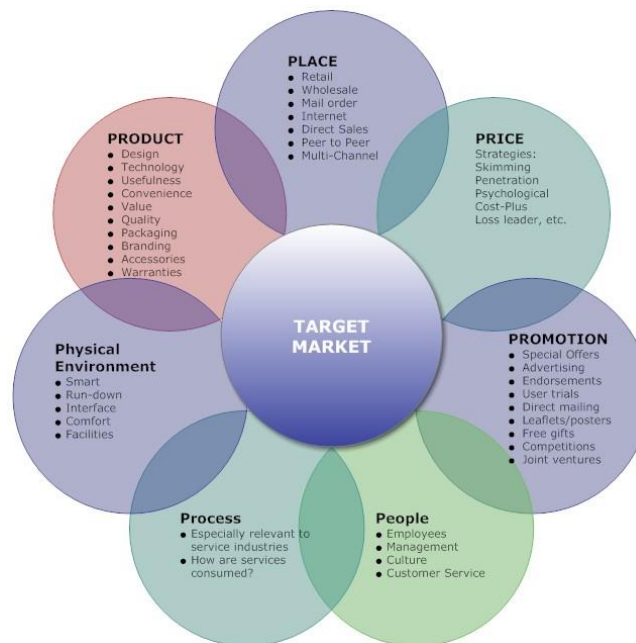 PLACE
● Retail
● Wholesale
● Mail order
● Internet
● Direct Sales
● Peer to Peer
● Multi-Channel
PRODUCT
● Design
● Technology
● Usefulness
● Convenience
● Value
● Quality
● Packaging
● Branding
● Accessories
● Warranties
PRICE
Strategies:
Skimming
Penetration
Psychological
Cost-Plus
Loss leader, etc.
TARGET
MARKET
Physical
Environment
● Smart
● Run-down
● Interface
● Comfort
● Facilities
PROMOTION
● Special Offers
● Advertising
● Endorsements
● User trials
● Direct mailing
● Leaflets/posters
● Free gifts
● Competitions
● Joint ventures
Process
● Especially relevant to
service industries
● How are services
consumed?
People
● Employees
● Management
● Culture
● Customer Service